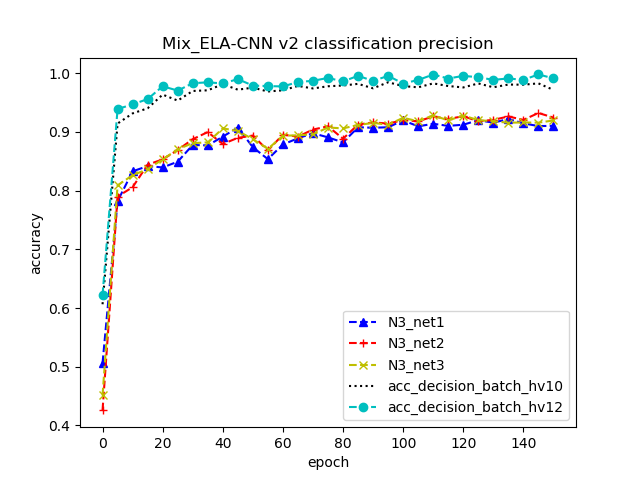 Mix_ELA-CNN v2 classification precision
accuracy
1.0
0.9
0.8
0.7
0.6
0.5
0.4
N3_net1
N3_net2
N3_net3
acc_decision_batch_hv10
acc_decision_batch_hv12
0 20 40 60 80 100 120 140
epoch